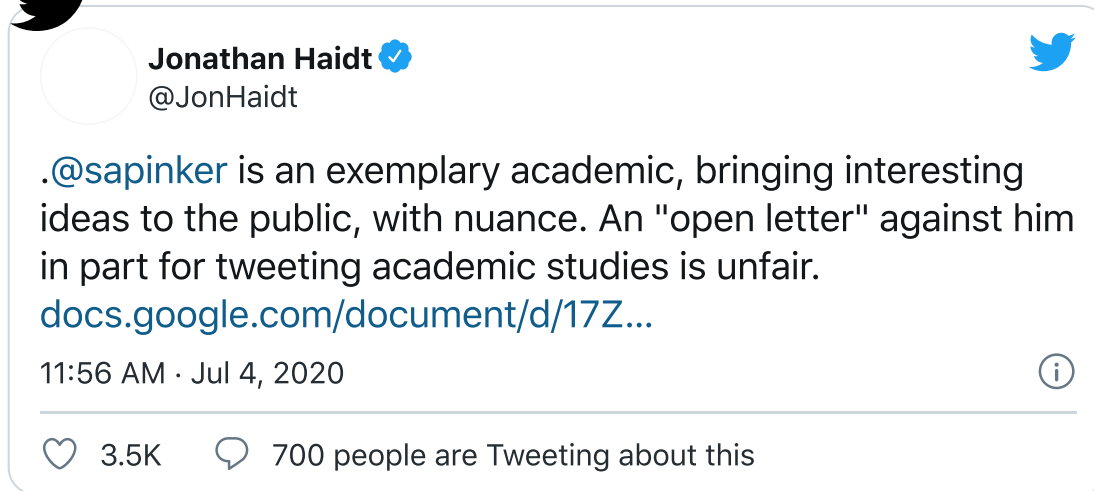 Jonathan Haidt
@JonHaidt
.@sapinker is an exemplary academic, bringing interesting
ideas to the public, with nuance. An "open letter" against him
in part for tweeting academic studies is unfair.
docs.google.com/document/d/17Z...
11:56 AM · Jul 4, 2020
3.5K 700 people are Tweeting about this